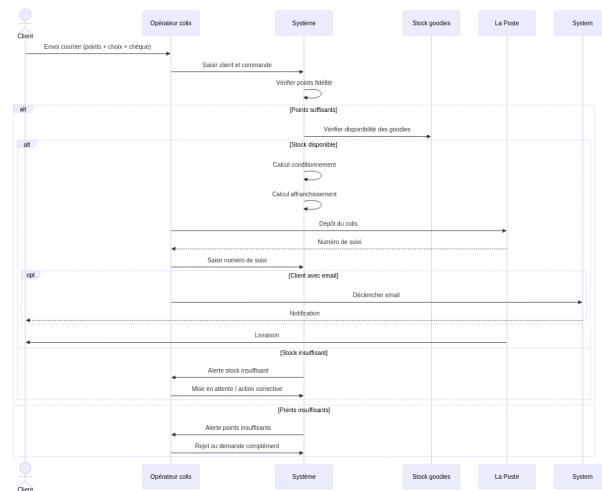 Client
Opérateur colis
Système
Stock goodies
La Poste
System
Envoi courrier (points + choix + chèque)
Saisir client et commande
Vérifier points fidélité
alt
[Points suffisants]
Vérifier disponibilité des goodies
alt
[Stock disponible]
Calcul conditionnement
Calcul affranchissement
Dépôt du colis
Numéro de suivi
Saisir numéro de suivi
opt
[Client avec email]
Déclencher email
Notification
Livraison
[Stock insuffisant]
Alerte stock insuffisant
Mise en attente / action corrective
[Points insuffisants]
Alerte points insuffisants
Rejet ou demande complément
Client
Opérateur colis
Système
Stock goodies
La Poste
System